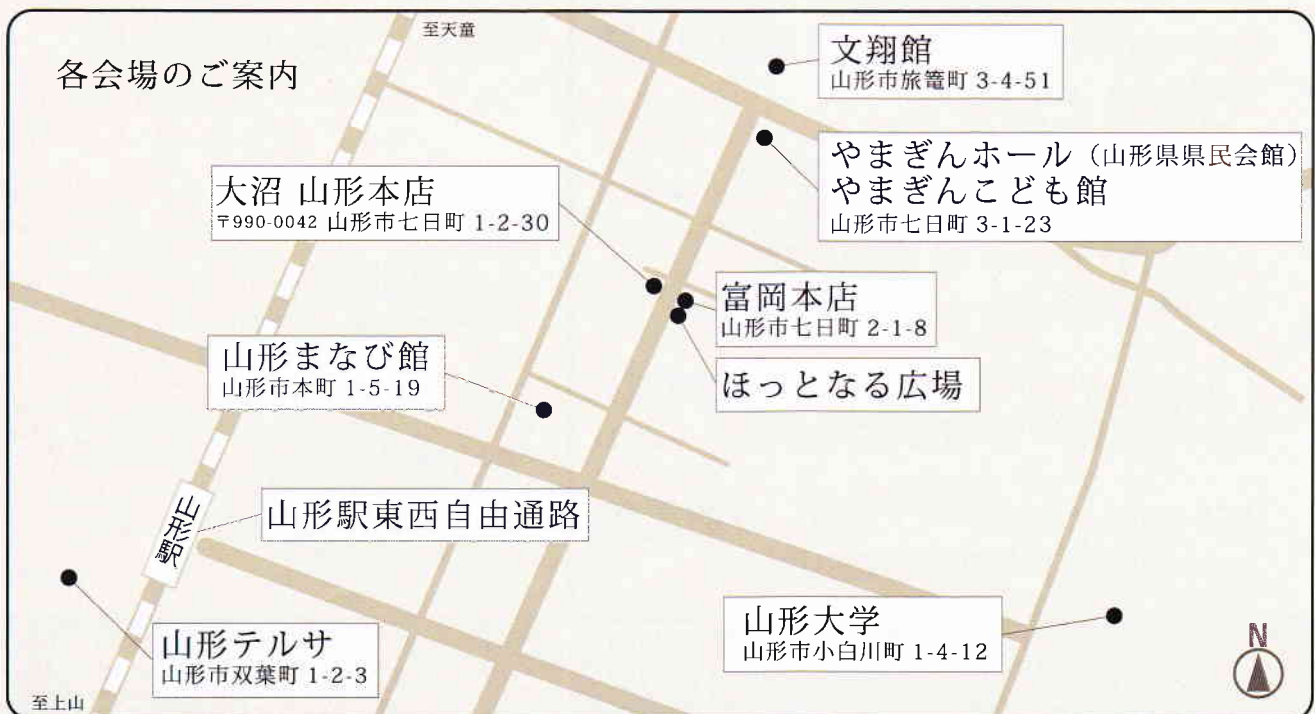 至天童
各会場のご案内
文翔館
山形市旅篭町 3-4-51
やまぎんホール（山形県県民会館）
やまぎんこども館
山形市七日町 3-1-23
大沼 山形本店
〒990-0042 山形市七日町 1-2-30
富岡本店
山形市七日町 2-1-8
ほっとなる広場
山形まなび館
山形市本町 1-5-19
山形駅
山形駅東西自由通路
山形テルサ
山形市双葉町 1-2-3
山形大学
山形市小白川町 1-4-12
N
至上山